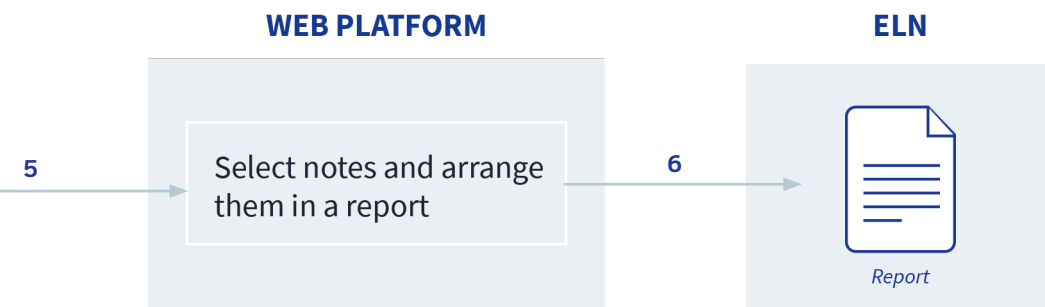 WEB PLATFORM
ELN
5
Select notes and arrange
them in a report
6
Report